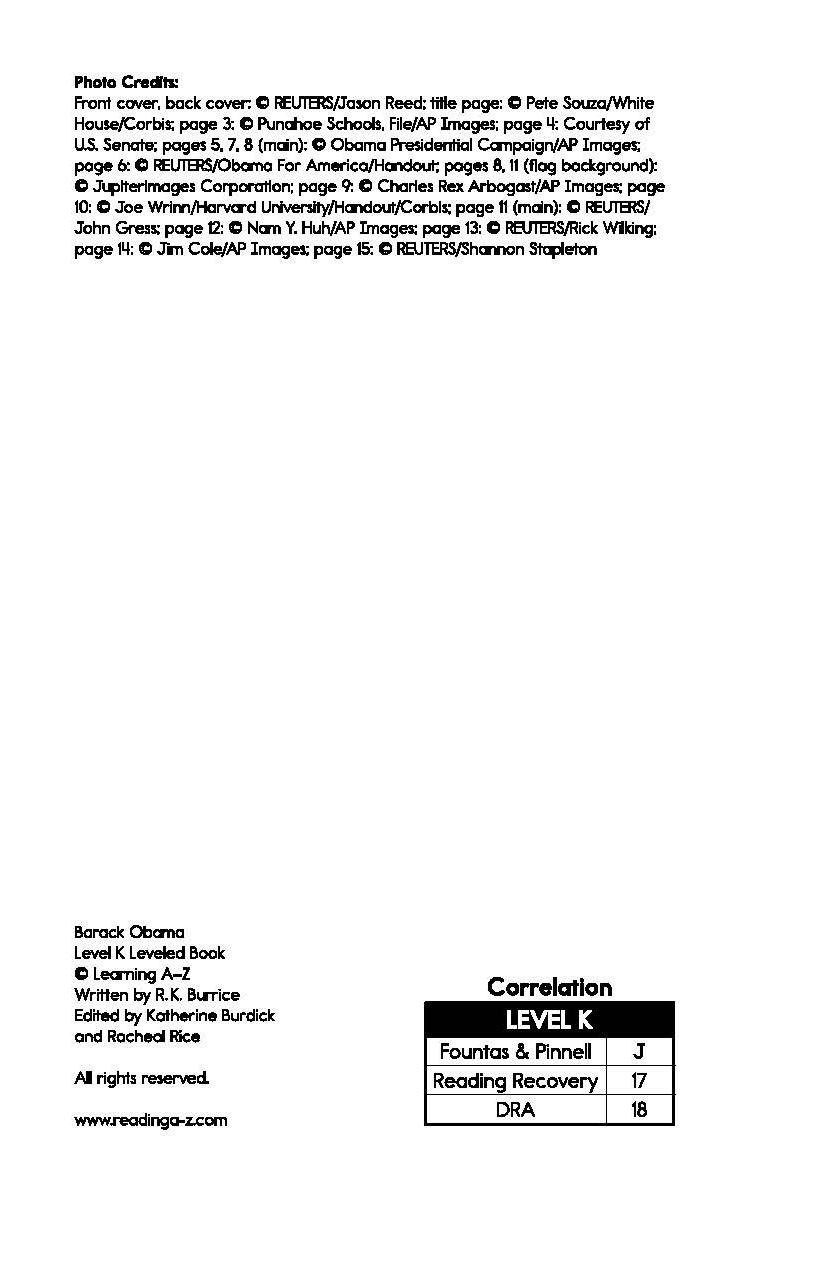 Photo Credits:
Front cover, back cover: © REUTERS/Jason Reed; title page: © Pete Souza/White
House/Corbis; page 3: © Punahoe Schools, File/AP Images; page 4: Courtesy of
U.S. Senate; pages 5, 7, 8 (main): © Obama Presidential Campaign/AP Images;
page 6: © REUTERS/Obama For America/Handout; pages 8, 11 (flag background):
© Jupiterimages Corporation; page 9: © Charles Rex Arbogast/AP Images; page
10: © Joe Wrinn/Harvard University/Handout/Corbis; page 11 (main): © REUTERS/
John Gress; page 12: © Nam Y. Huh/AP Images; page 13: © REUTERS/Rick Wilking;
page 14: © Jim Cole/AP Images; page 15: © REUTERS/Shannon Stapleton
Barack Obama
Level K Leveled Book
© Learning A–Z
Written by R. K. Burrice
Edited by Katherine Burdick
and Racheal Rice
All rights reserved.
www.readinga-z.com
Correlation
LEVEL K
Fountas & Pinnell J
Reading Recovery 17
DRA 18